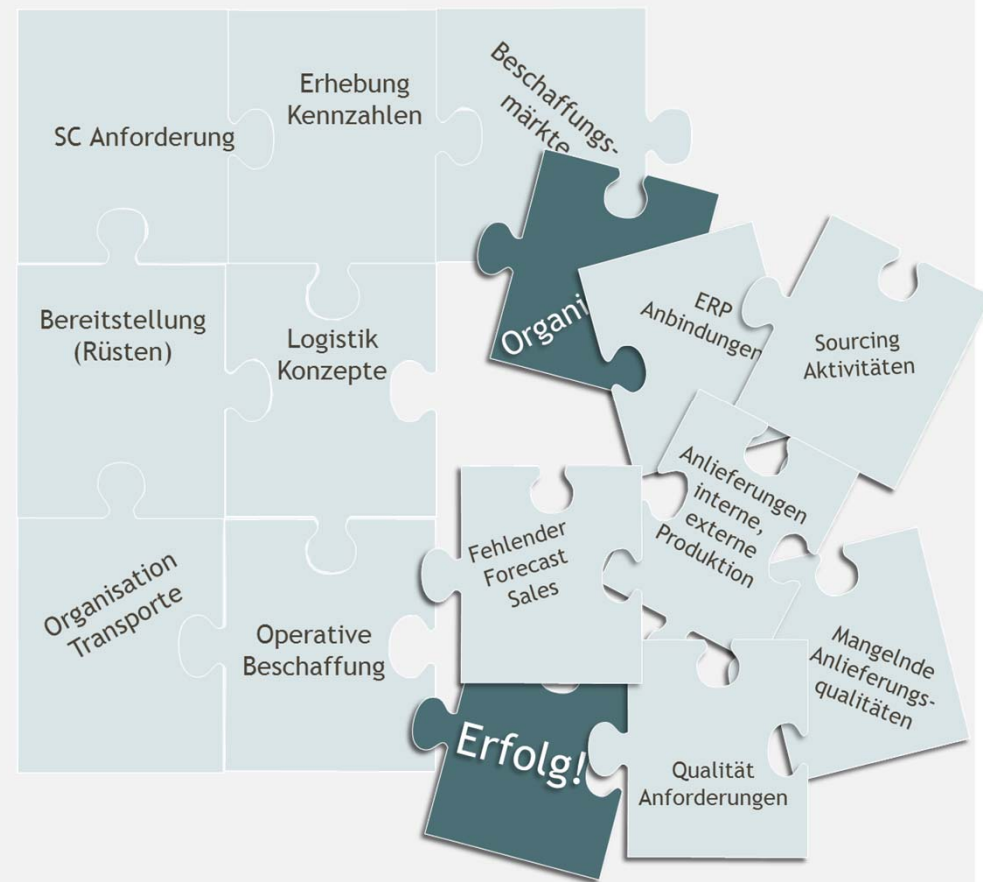 SC Anforderung
Erhebung
Kennzahlen
Beschaffungs-
märkte
Bereitstellung
(Rüsten)
Logistik
Konzepte
ERP
Anbindungen
Sourcing
Aktivitäten
Anlieferungen
interne,
externe
Produktion
Fehlender
Forecast
Sales
Organisation
Transporte
Operative
Beschaffung
Mangelnde
Anlieferungs-
qualitäten
Erfolg!
Qualität
Anforderungen